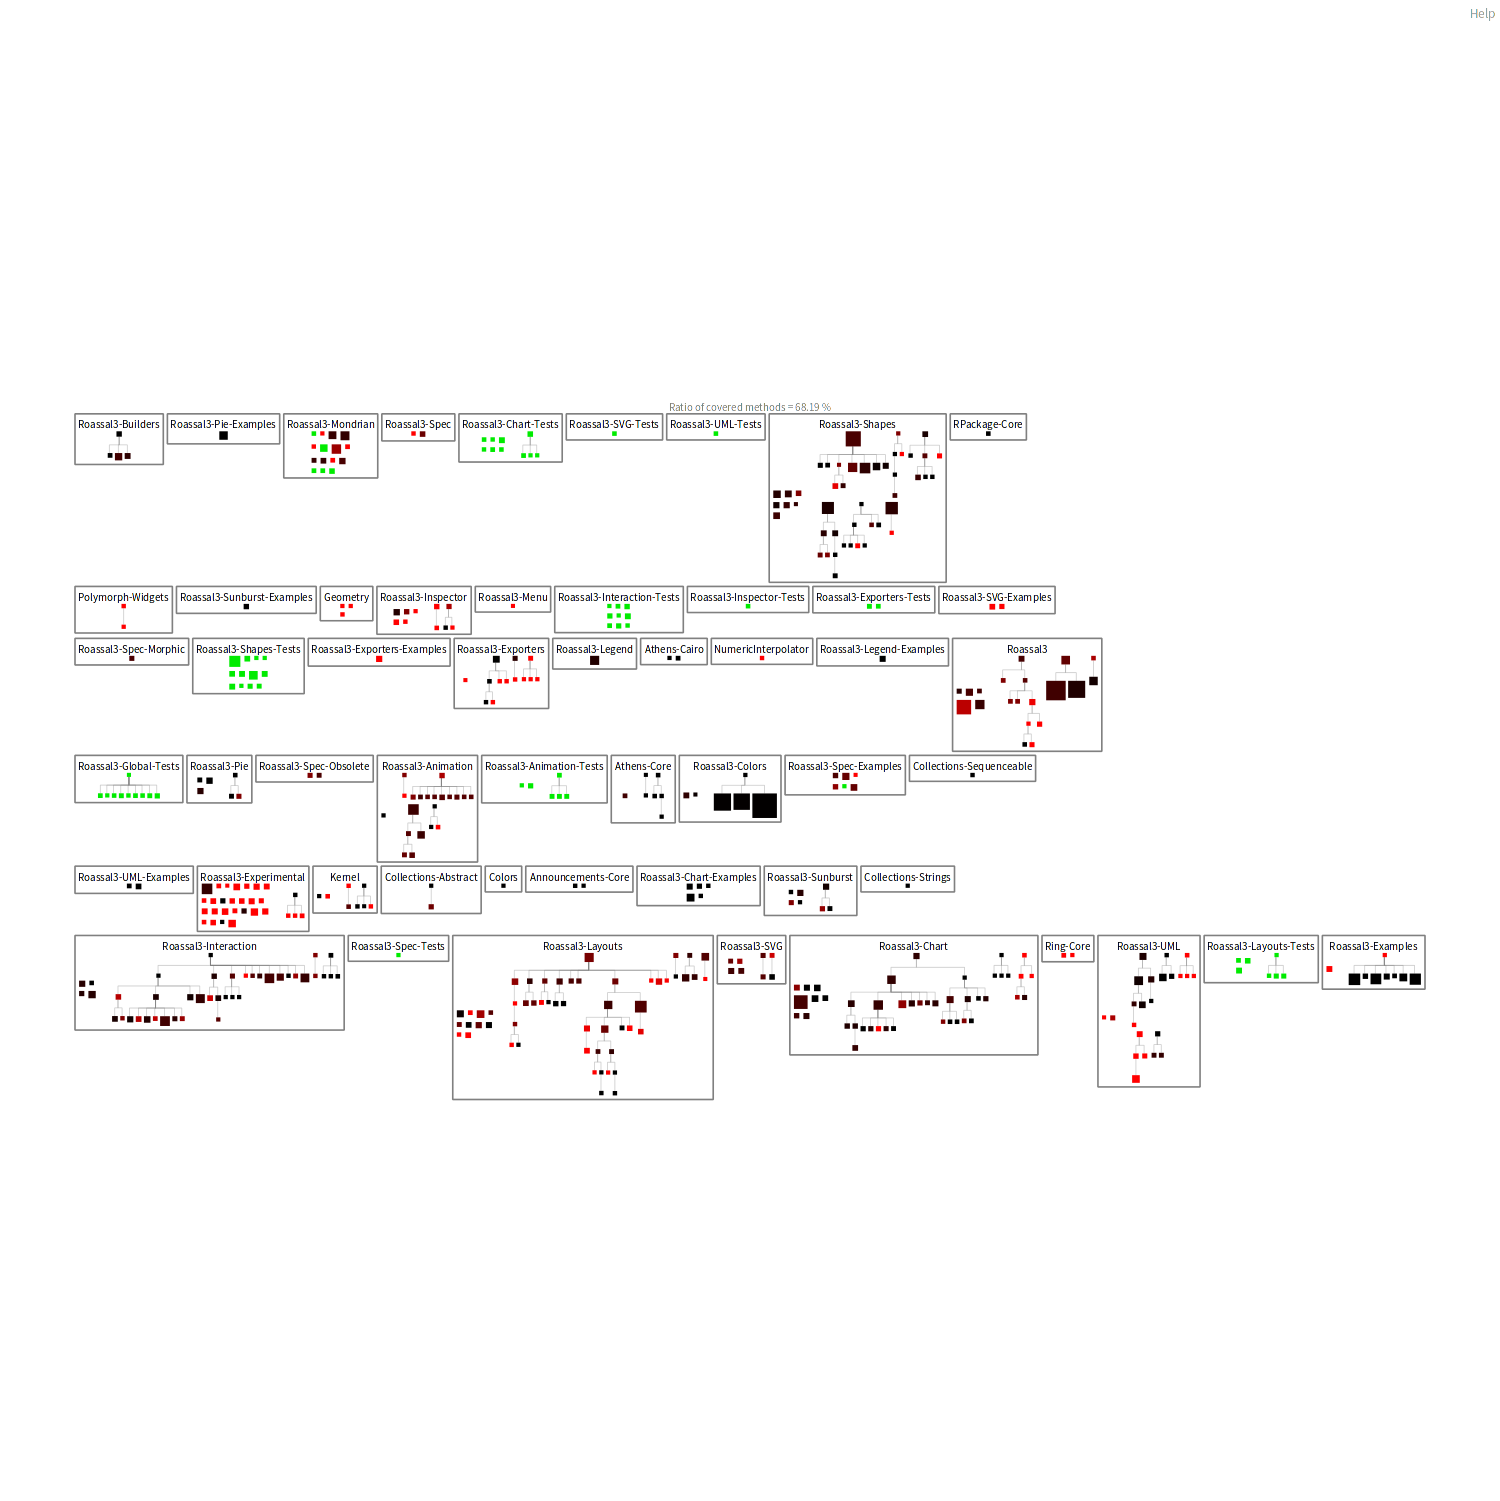 Help
Ratio of covered methods = 68.19 %
Roassal3-Builders
Roassal3-Pie-Examples
Roassal3-Mondrian
Roassal3-Spec
Roassal3-Chart-Tests
Roassal3-SVG-Tests
Roassal3-UML-Tests
Roassal3-Shapes
RPackage-Core
Polymorph-Widgets
Roassal3-Sunburst-Examples
Geometry
Roassal3-Inspector
Roassal3-Menu
Roassal3-Interaction-Tests
Roassal3-Inspector-Tests
Roassal3-Exporters-Tests
Roassal3-SVG-Examples
Roassal3-Spec-Morphic
Roassal3-Shapes-Tests
Roassal3-Exporters-Examples
Roassal3-Exporters
Roassal3-Legend
Athens-Cairo
NumericInterpolator
Roassal3-Legend-Examples
Roassal3
Roassal3-Global-Tests
Roassal3-Pie
Roassal3-Spec-Obsolete
Roassal3-Animation
Roassal3-Animation-Tests
Athens-Core
Roassal3-Colors
Roassal3-Spec-Examples
Collections-Sequenceable
Roassal3-UML-Examples
Roassal3-Experimental
Kernel
Collections-Abstract
Colors
Announcements-Core
Roassal3-Chart-Examples
Roassal3-Sunburst
Collections-Strings
Roassal3-Interaction
Roassal3-Spec-Tests
Roassal3-Layouts
Roassal3-SVG
Roassal3-Chart
Ring-Core
Roassal3-UML
Roassal3-Layouts-Tests
Roassal3-Examples